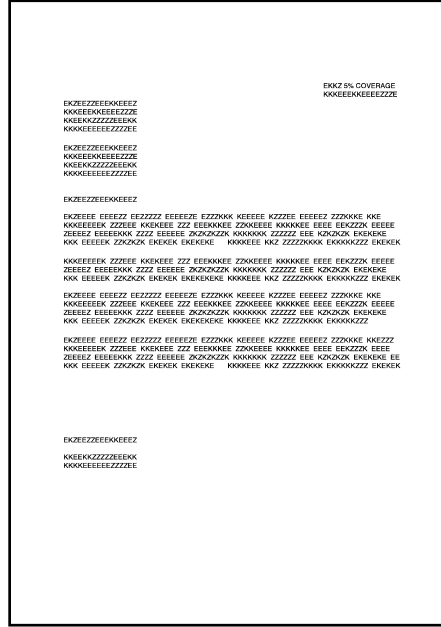 EKKZ 5% COVERAGE
KKKEEEKKEEEEZZZE
EKZEEZZEEEKKEEEZ
KKKEEEKKEEEEZZZE
KKEEKKZZZZZEEEKK
KKKKEEEEEEZZZZEE
EKZEEZZEEEKKEEEZ
KKKEEEKKEEEEZZZE
KKEEKKZZZZZEEEKK
KKKKEEEEEEZZZZEE
EKZEEZZEEEKKEEEZ
EKZEEEE EEEEZZ EEZZZZZ EEEEEZE EZZZKKK KEEEEE KZZZEE EEEEEZ ZZZKKKE KKE
KKKEEEEEK ZZZEEE KKEKEEE ZZZ EEEKKKEE ZZKKEEEE KKKKKEE EEEE EEKZZZK EEEEE
ZEEEEZ EEEEEKKK ZZZZ EEEEEE ZKZKZKZZK KKKKKKK ZZZZZZ EEE KZKZKZK EKEKEKE
KKK EEEEEK ZZKZKZK EKEKEK EKEKEKE KKKKEEE KKZ ZZZZZKKKK EKKKKKZZZ EKEKEK
KKKEEEEEK ZZZEEE KKEKEEE ZZZ EEEKKKEE ZZKKEEEE KKKKKEE EEEE EEKZZZK EEEEE
ZEEEEZ EEEEEKKK ZZZZ EEEEEE ZKZKZKZZK KKKKKKK ZZZZZZ EEE KZKZKZK EKEKEKE
KKK EEEEEK ZZKZKZK EKEKEK EKEKEKEKE KKKKEEE KKZ ZZZZZKKKK EKKKKKZZZ EKEKEK
EKZEEEE EEEEZZ EEZZZZZ EEEEEZE EZZZKKK KEEEEE KZZZEE EEEEEZ ZZZKKKE KKE
KKKEEEEEK ZZZEEE KKEKEEE ZZZ EEEKKKEE ZZKKEEEE KKKKKEE EEEE EEKZZZK EEEEE
ZEEEEZ EEEEEKKK ZZZZ EEEEEE ZKZKZKZZK KKKKKKK ZZZZZZ EEE KZKZKZK EKEKEKE
KKK EEEEEK ZZKZKZK EKEKEK EKEKEKEKE KKKKEEE KKZ ZZZZZKKKK EKKKKKZZZ
EKZEEEE EEEEZZ EEZZZZZ EEEEEZE EZZZKKK KEEEEE KZZZEE EEEEEZ ZZZKKKE KKEZZZ
KKKEEEEEK ZZZEEE KKEKEEE ZZZ EEEKKKEE ZZKKEEEE KKKKKEE EEEE EEKZZZK EEEE
ZEEEEZ EEEEEKKK ZZZZ EEEEEE ZKZKZKZZK KKKKKKK ZZZZZZ EEE KZKZKZK EKEKEKE EE
KKK EEEEEK ZZKZKZK EKEKEK EKEKEKE KKKKEEE KKZ ZZZZZKKKK EKKKKKZZZ EKEKEK
EKZEEZZEEEKKEEEZ
KKEEKKZZZZZEEEKK
KKKKEEEEEEZZZZEE